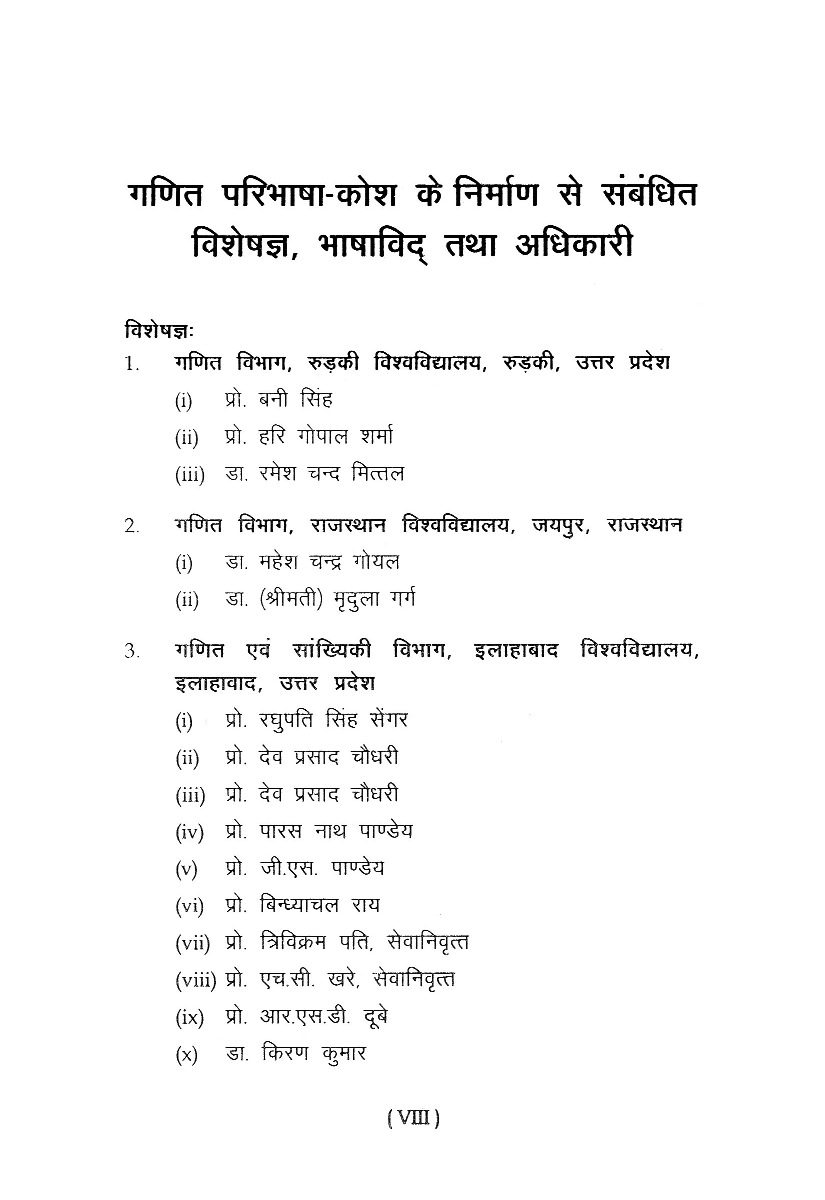 गणित परिभाषा-कोश के निर्माण से संबंधित
विशेषज्ञ, भाषाविद् तथा अधिकारी
विशेषज्ञः
1. गणित विभाग, रुड़की विश्वविद्यालय, रुड़की, उत्तर प्रदेश
(i) प्रो. बनी सिंह
(ii) प्रो. हरि गोपाल शर्मा
(iii) डा. रमेश चन्द मित्तल
2. गणित विभाग, राजस्थान विश्वविद्यालय, जयपुर, राजस्थान
(i) डा. महेश चन्द्र गोयल
(ii) डा. (श्रीमती) मृदुला गर्ग
3. गणित एवं सांख्यिकी विभाग, इलाहाबाद विश्वविद्यालय,
इलाहावाद, उत्तर प्रदेश
(i) प्रो. रघुपति सिंह सेंगर
(ii) प्रो. देव प्रसाद चौधरी
(iii) प्रो. देव प्रसाद चौधरी
(iv) प्रो. पारस नाथ पाण्डेय
(v) प्रो. जी.एस. पाण्डेय
(vi) प्रो. बिन्ध्याचल राय
(vii) प्रो. त्रिविक्रम पति, सेवानिवृत्त
(viii) प्रो. एच.सी. खरे, सेवानिवृत्त
(ix) प्रो. आर.एस.डी. दूबे
(x) डा. किरण कुमार
(VIII)